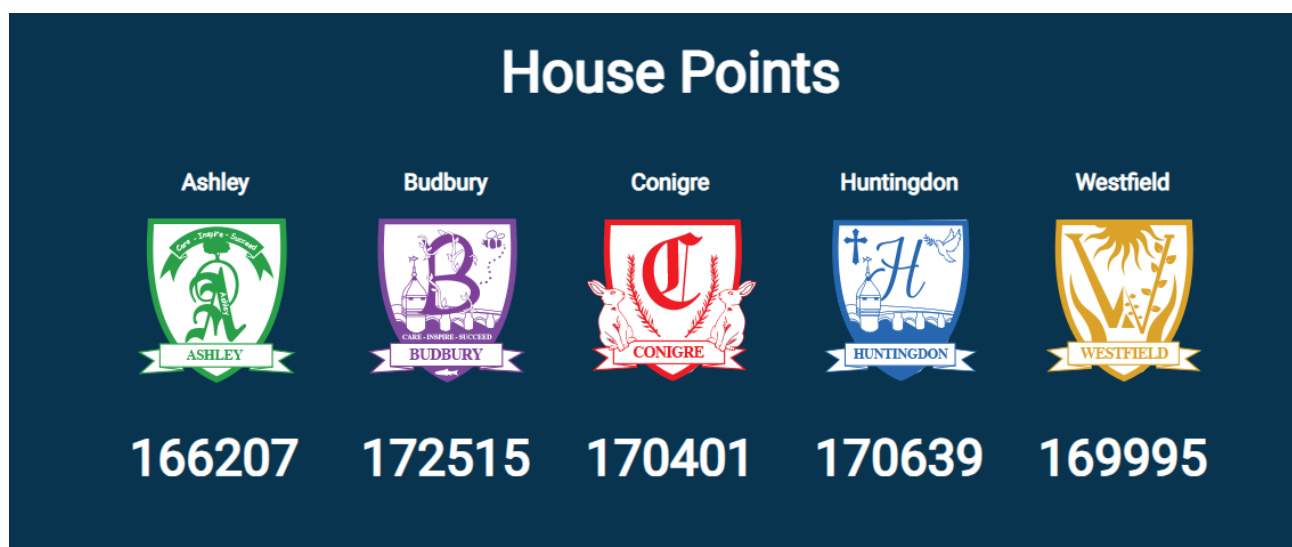 House Points
Ashley Budbury Conigre Huntingdon Westfield
Care - Inspire - Succeed
A Ashley
B
C
H
W
CARE - INSPIRE - SUCCEED
ASHLEY BUDBURY CONIGRE HUNTINGDON WESTFIELD
166207 172515 170401 170639 169995